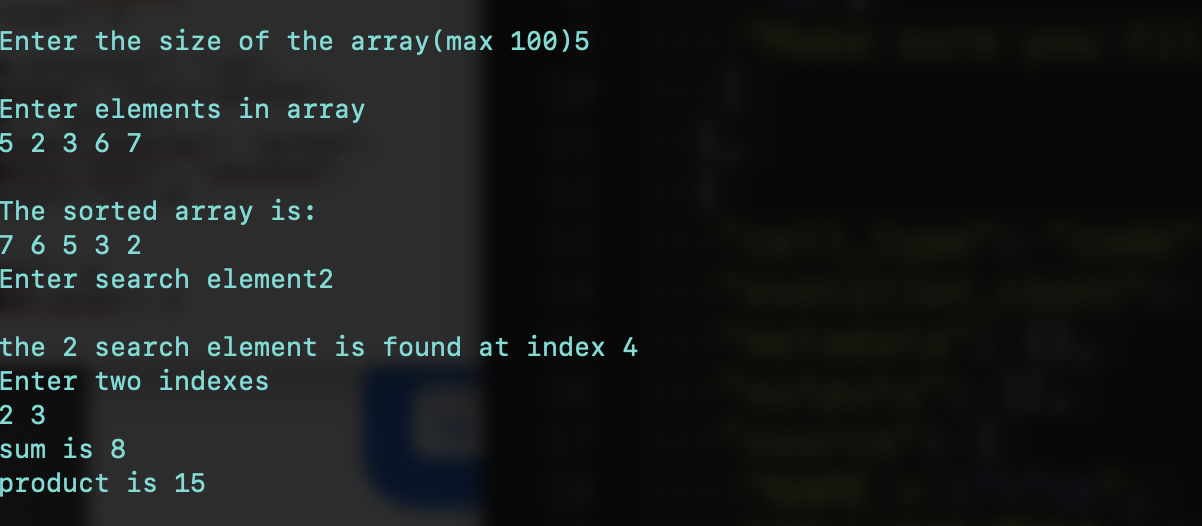 Enter the size of the array(max 100)5
Enter elements in array
5 2 3 6 7
The sorted array is:
7 6 5 3 2
Enter search element2
the 2 search element is found at index 4
Enter two indexes
2 3
sum is 8
product is 15